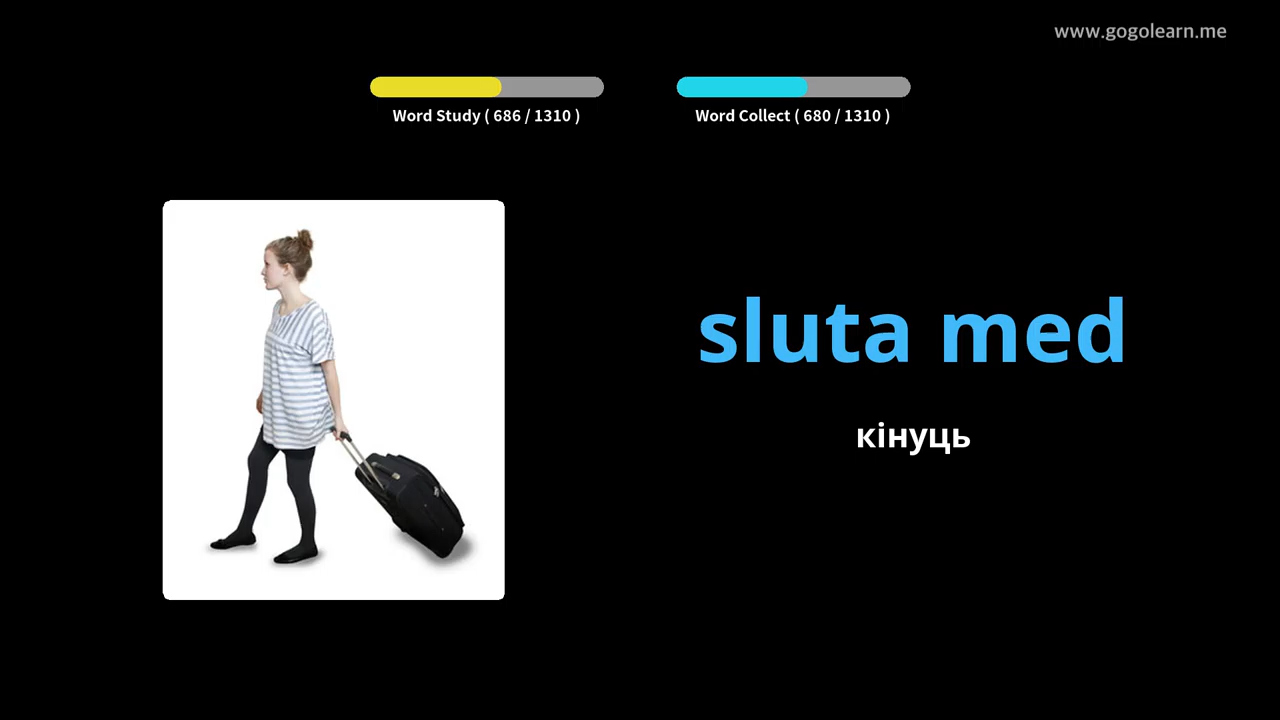 www.gogolearn.me
Word Study ( 686 / 1310 )
Word Collect ( 680 / 1310 )
sluta med
кінуць